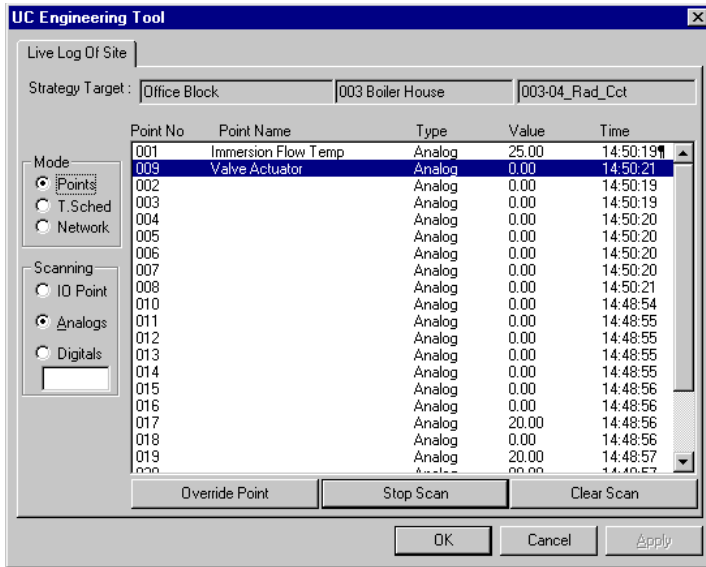 UC Engineering Tool
Live Log Of Site
Strategy Target : Office Block 003 Boiler House 003-04_Rad_Cct
Point No Point Name Type Value Time
Mode
Points
T.Sched
Network
Scanning
IO Point
Analogs
Digitals
001 Immersion Flow Temp Analog 25.00 14:50:19¶
009 Valve Actuator Analog 0.00 14:50:21
002 Analog 0.00 14:50:19
003 Analog 0.00 14:50:19
004 Analog 0.00 14:50:20
005 Analog 0.00 14:50:20
006 Analog 0.00 14:50:20
007 Analog 0.00 14:50:20
008 Analog 0.00 14:50:21
010 Analog 0.00 14:48:54
011 Analog 0.00 14:48:55
012 Analog 0.00 14:48:55
013 Analog 0.00 14:48:55
014 Analog 0.00 14:48:55
015 Analog 0.00 14:48:56
016 Analog 0.00 14:48:56
017 Analog 20.00 14:48:56
018 Analog 0.00 14:48:56
019 Analog 20.00 14:48:57
Override Point Stop Scan Clear Scan
OK Cancel Apply